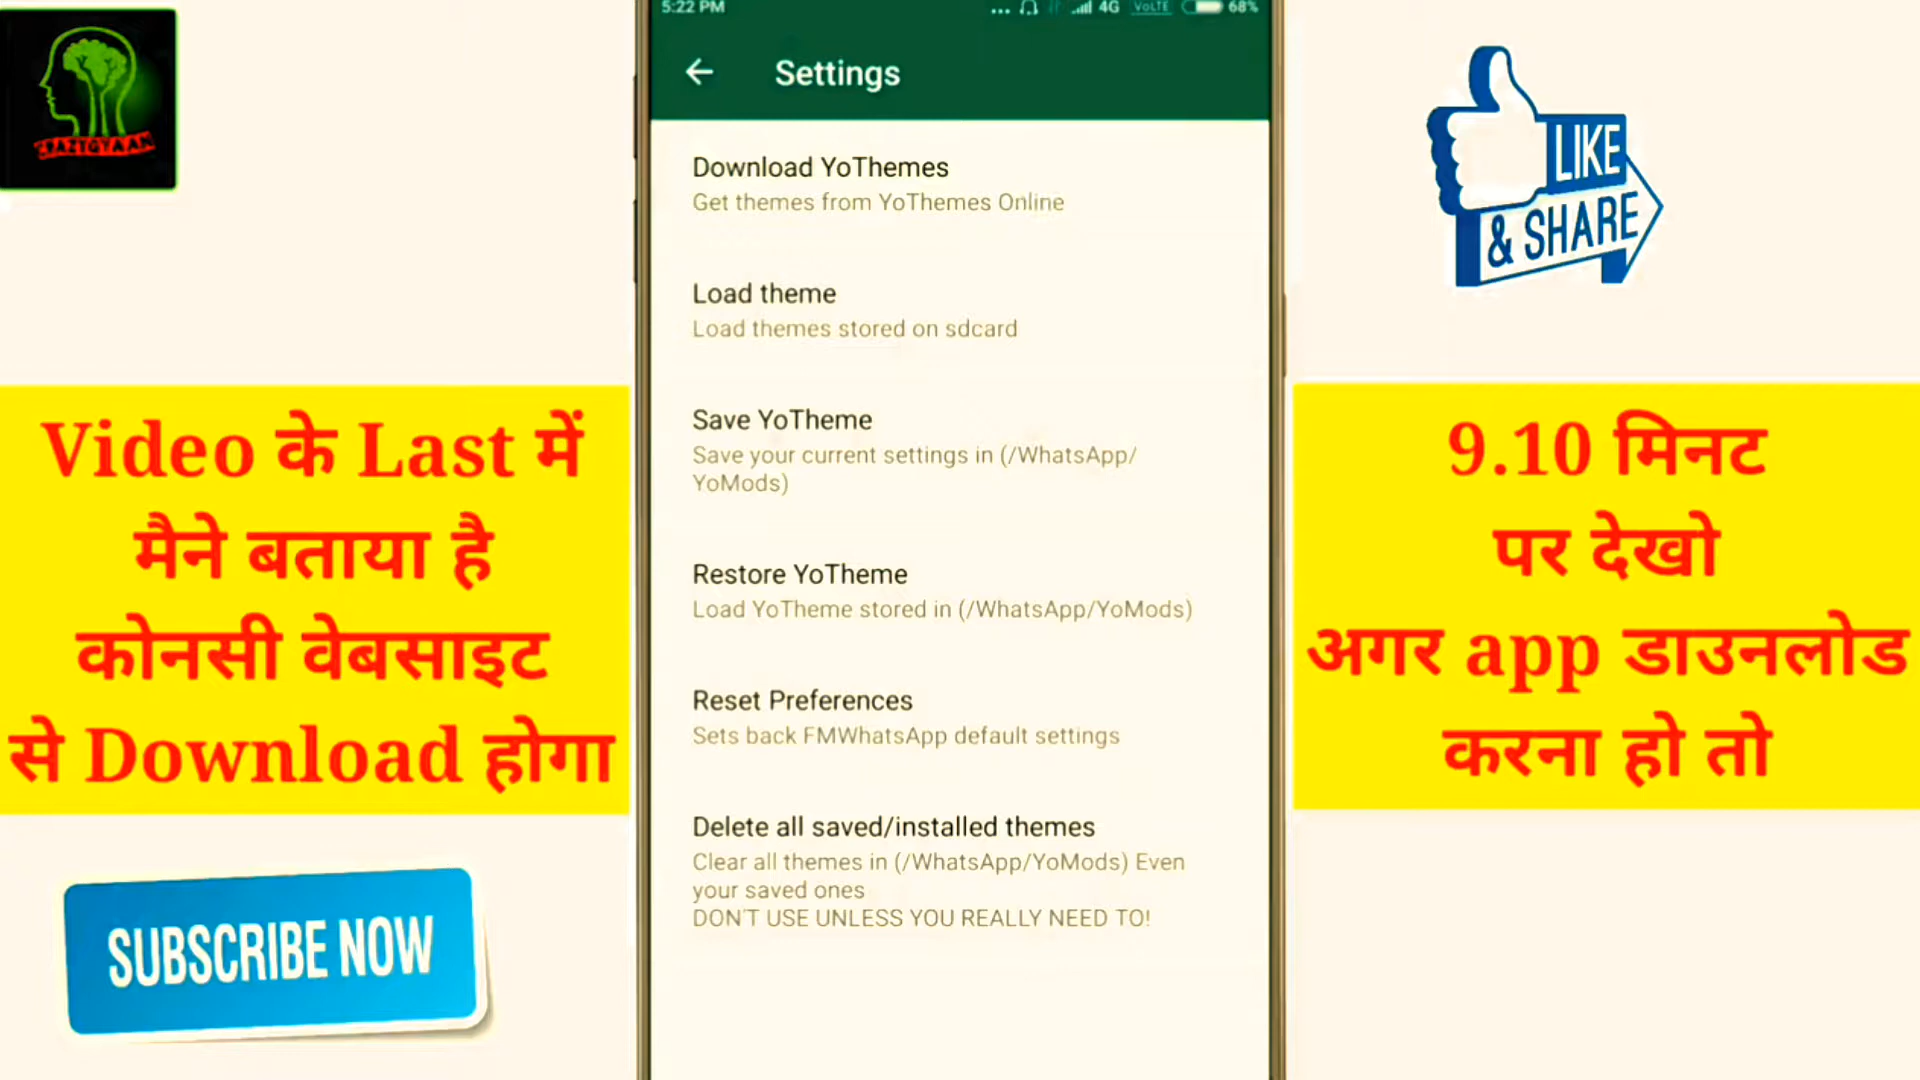 CRAZYGYAAN
5:22 PM
... 4G VoLTE 68%
Settings
Download YoThemes
Get themes from YoThemes Online
Load theme
Load themes stored on sdcard
Save YoTheme
Save your current settings in (/WhatsApp/
YoMods)
Restore YoTheme
Load YoTheme stored in (/WhatsApp/YoMods)
Reset Preferences
Sets back FMWhatsApp default settings
Delete all saved/installed themes
Clear all themes in (/WhatsApp/YoMods) Even
your saved ones
DON'T USE UNLESS YOU REALLY NEED TO!
Video के Last में
मैने बताया है
कोनसी वेबसाइट
से Download होगा
SUBSCRIBE NOW
LIKE
& SHARE
9.10 मिनट
पर देखो
अगर app डाउनलोड
करना हो तो